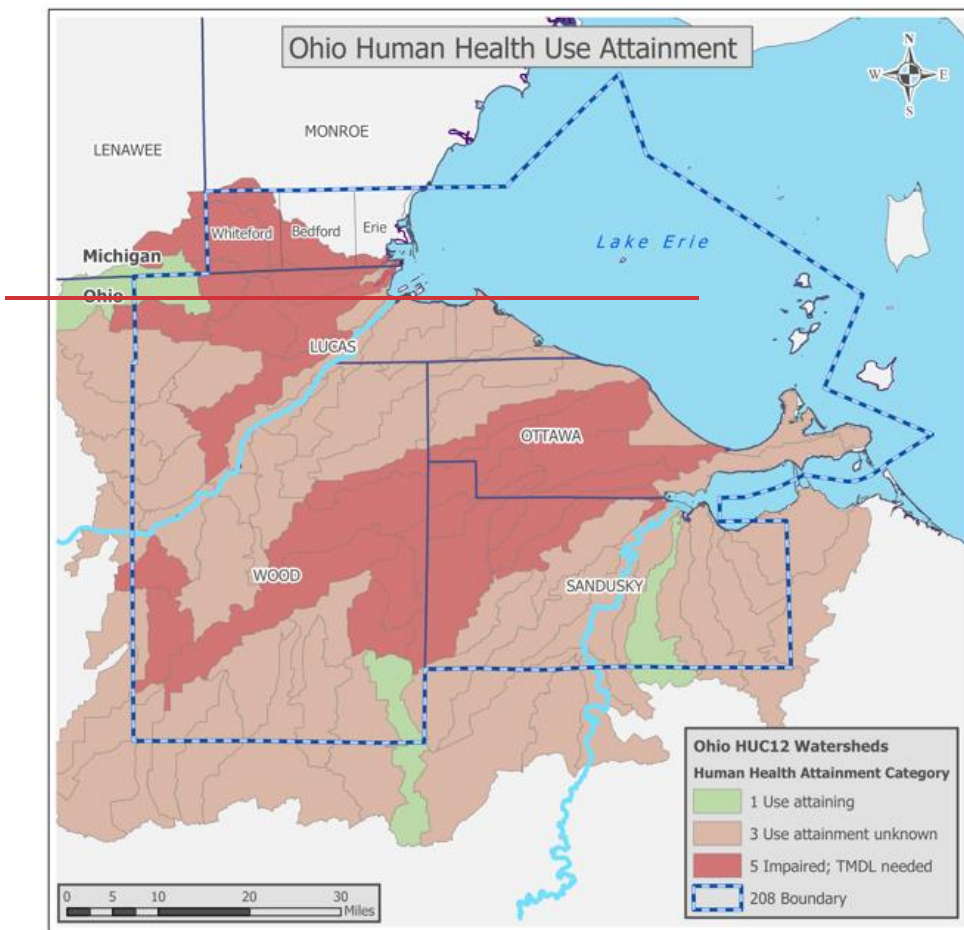 Ohio Human Health Use Attainment
N
W E
S
MONROE
LENAWEE
Whiteford
Bedford
Erie
Lake Erie
Michigan
Ohio
LUCAS
OTTAWA
WOOD
SANDUSKY
Ohio HUC12 Watersheds
Human Health Attainment Category
1 Use attaining
3 Use attainment unknown
5 Impaired; TMDL needed
208 Boundary
0 5 10 20 30
Miles